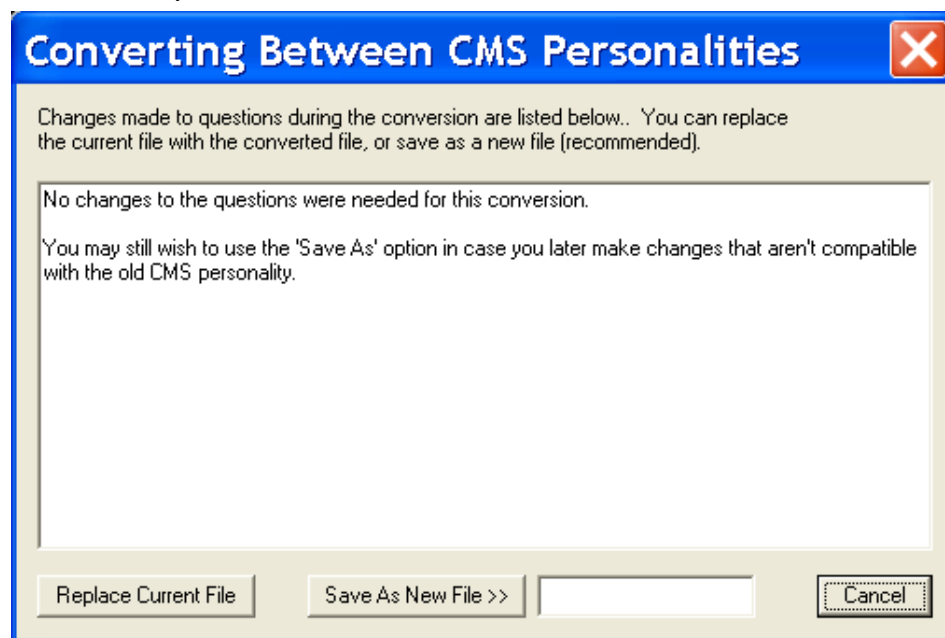 Converting Between CMS Personalities
Changes made to questions during the conversion are listed below.. You can replace
the current file with the converted file, or save as a new file (recommended).
No changes to the questions were needed for this conversion.
You may still wish to use the 'Save As' option in case you later make changes that aren't compatible
with the old CMS personality.
Replace Current File
Save As New File >>
Cancel